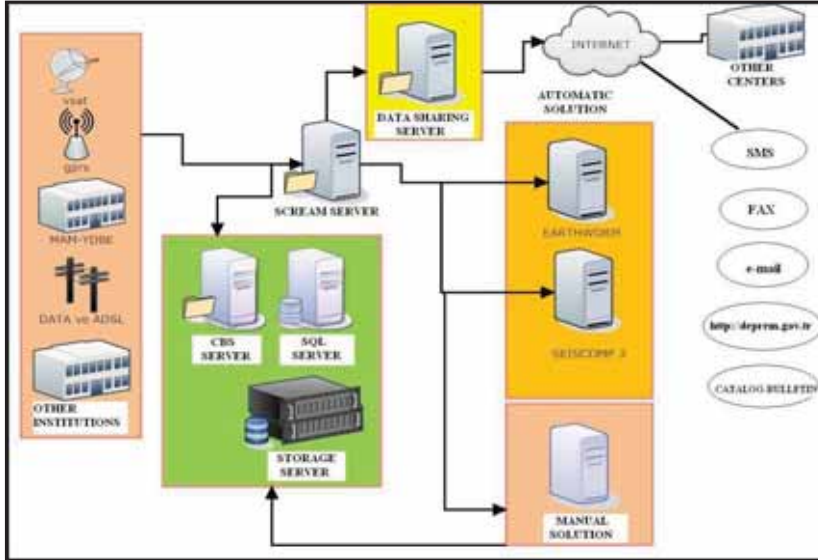 vsat
gprs
MAM-YDBE
DATA ve ADSL
OTHER
INSTITUTIONS
DATA SHARING
SERVER
SCREAM SERVER
CBS
SERVER
SQL
SERVER
STORAGE
SERVER
INTERNET
AUTOMATIC
SOLUTION
OTHER
CENTERS
EARTHWORM
SEISCOMP 3
MANUAL
SOLUTION
SMS
FAX
e-mail
http://deprem.gov.tr
CATALOG-BULLETIN